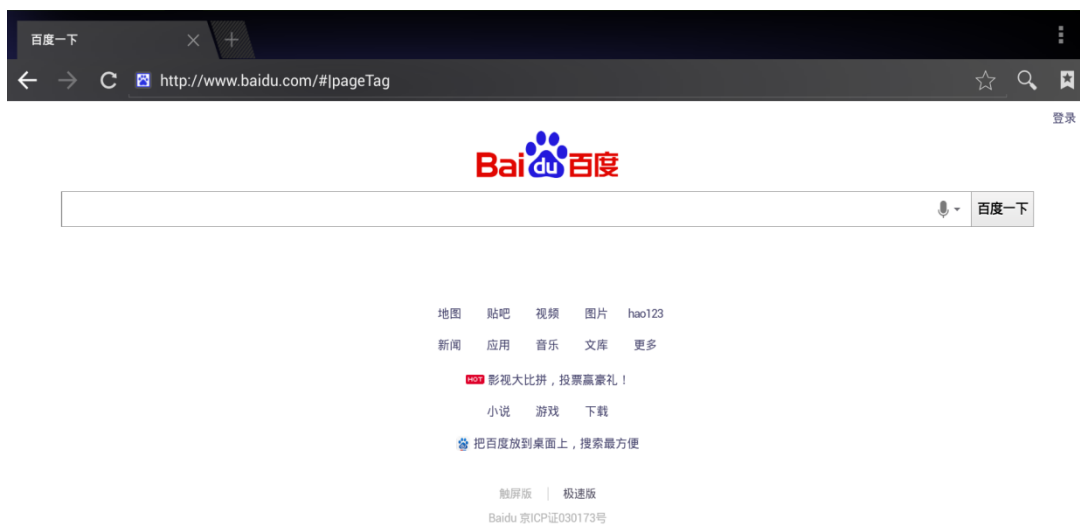 百度一下
http://www.baidu.com/#|pageTag
登录
Bai du 百度
百度一下
地图 贴吧 视频 图片 hao123
新闻 应用 音乐 文库 更多
HOT 影视大比拼，投票赢豪礼！
小说 游戏 下载
把百度放到桌面上，搜索最方便
触屏版 | 极速版
Baidu 京ICP证030173号